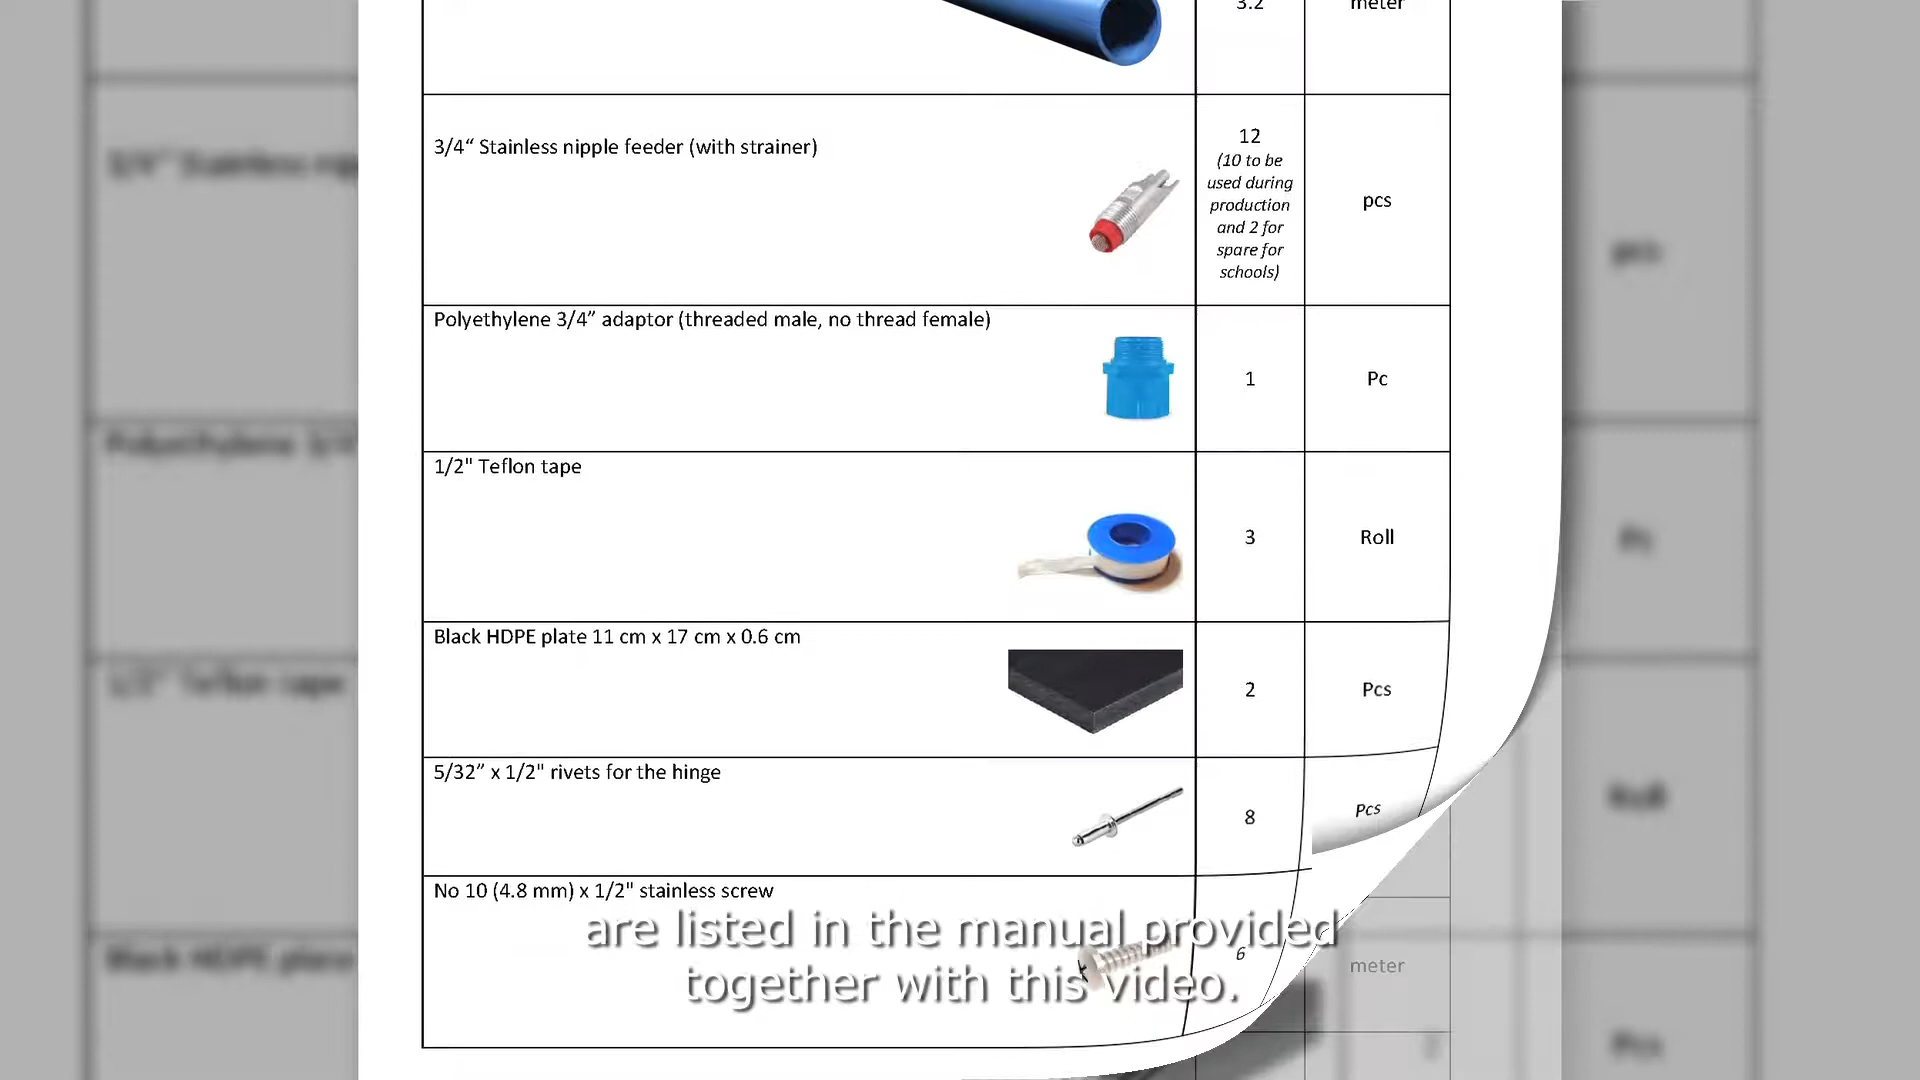 3.2
meter
3/4“ Stainless nipple feeder (with strainer)
12
(10 to be
used during
production
and 2 for
spare for
schools)
pcs
Polyethylene 3/4” adaptor (threaded male, no thread female)
1
Pc
1/2" Teflon tape
3
Roll
Black HDPE plate 11 cm x 17 cm x 0.6 cm
2
Pcs
5/32” x 1/2" rivets for the hinge
8
Pcs
No 10 (4.8 mm) x 1/2" stainless screw
6
meter
are listed in the manual provided
together with this video.